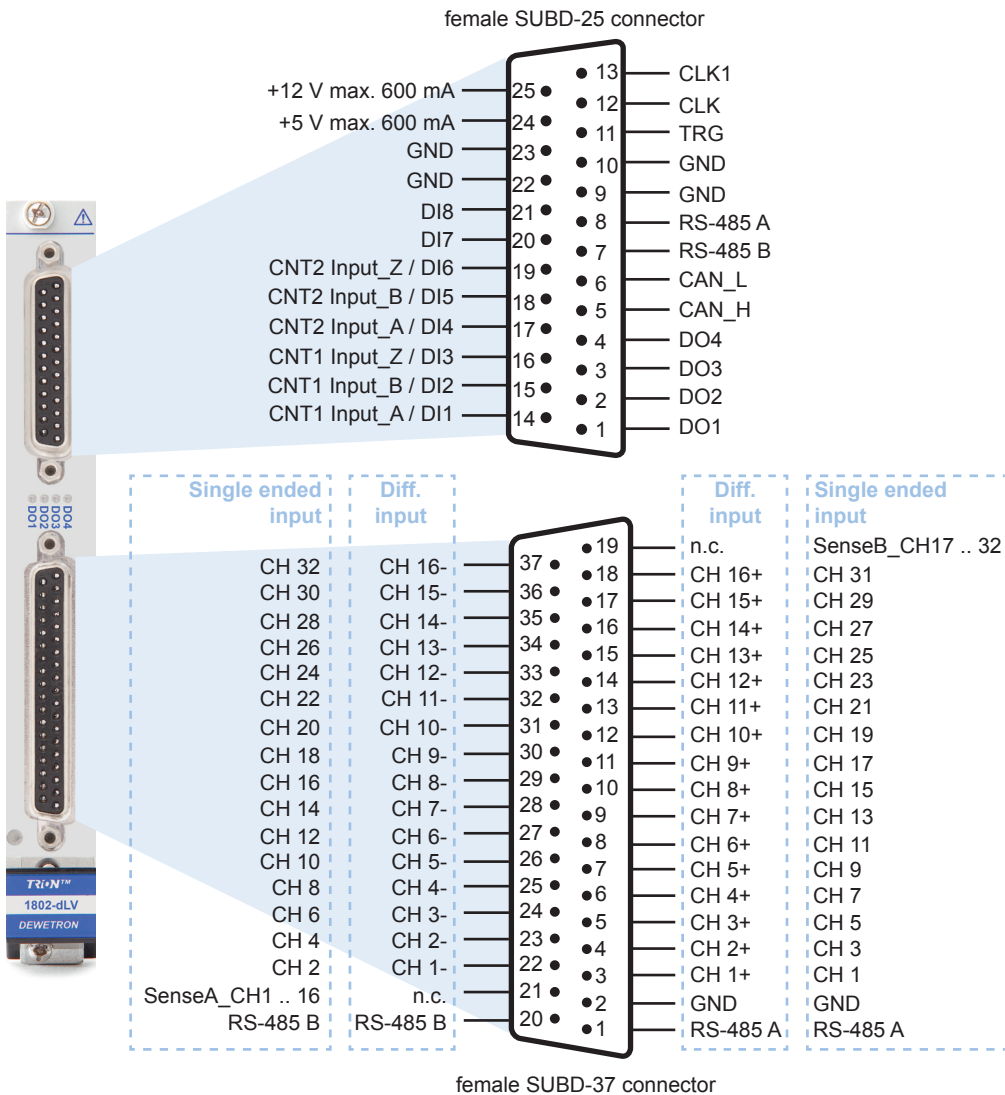 female SUBD-25 connector
+12 V max. 600 mA 25 13 CLK1
+5 V max. 600 mA 24 12 CLK
GND 23 11 TRG
GND 22 10 GND
DI8 21 9 GND
DI7 20 8 RS-485 A
CNT2 Input_Z / DI6 19 7 RS-485 B
CNT2 Input_B / DI5 18 6 CAN_L
CNT2 Input_A / DI4 17 5 CAN_H
CNT1 Input_Z / DI3 16 4 DO4
CNT1 Input_B / DI2 15 3 DO3
CNT1 Input_A / DI1 14 2 DO2
1 DO1
DO1
DO2
DO3
DO4
TRiON™
1802-dLV
DEWETRON
Single ended input
Diff. input
Diff. input
Single ended input
19 n.c. SenseB_CH17 .. 32
CH 32 CH 16- 37 18 CH 16+ CH 31
CH 30 CH 15- 36 17 CH 15+ CH 29
CH 28 CH 14- 35 16 CH 14+ CH 27
CH 26 CH 13- 34 15 CH 13+ CH 25
CH 24 CH 12- 33 14 CH 12+ CH 23
CH 22 CH 11- 32 13 CH 11+ CH 21
CH 20 CH 10- 31 12 CH 10+ CH 19
CH 18 CH 9- 30 11 CH 9+ CH 17
CH 16 CH 8- 29 10 CH 8+ CH 15
CH 14 CH 7- 28 9 CH 7+ CH 13
CH 12 CH 6- 27 8 CH 6+ CH 11
CH 10 CH 5- 26 7 CH 5+ CH 9
CH 8 CH 4- 25 6 CH 4+ CH 7
CH 6 CH 3- 24 5 CH 3+ CH 5
CH 4 CH 2- 23 4 CH 2+ CH 3
CH 2 CH 1- 22 3 CH 1+ CH 1
SenseA_CH1 .. 16 n.c. 21 2 GND GND
RS-485 B RS-485 B 20 1 RS-485 A RS-485 A
female SUBD-37 connector